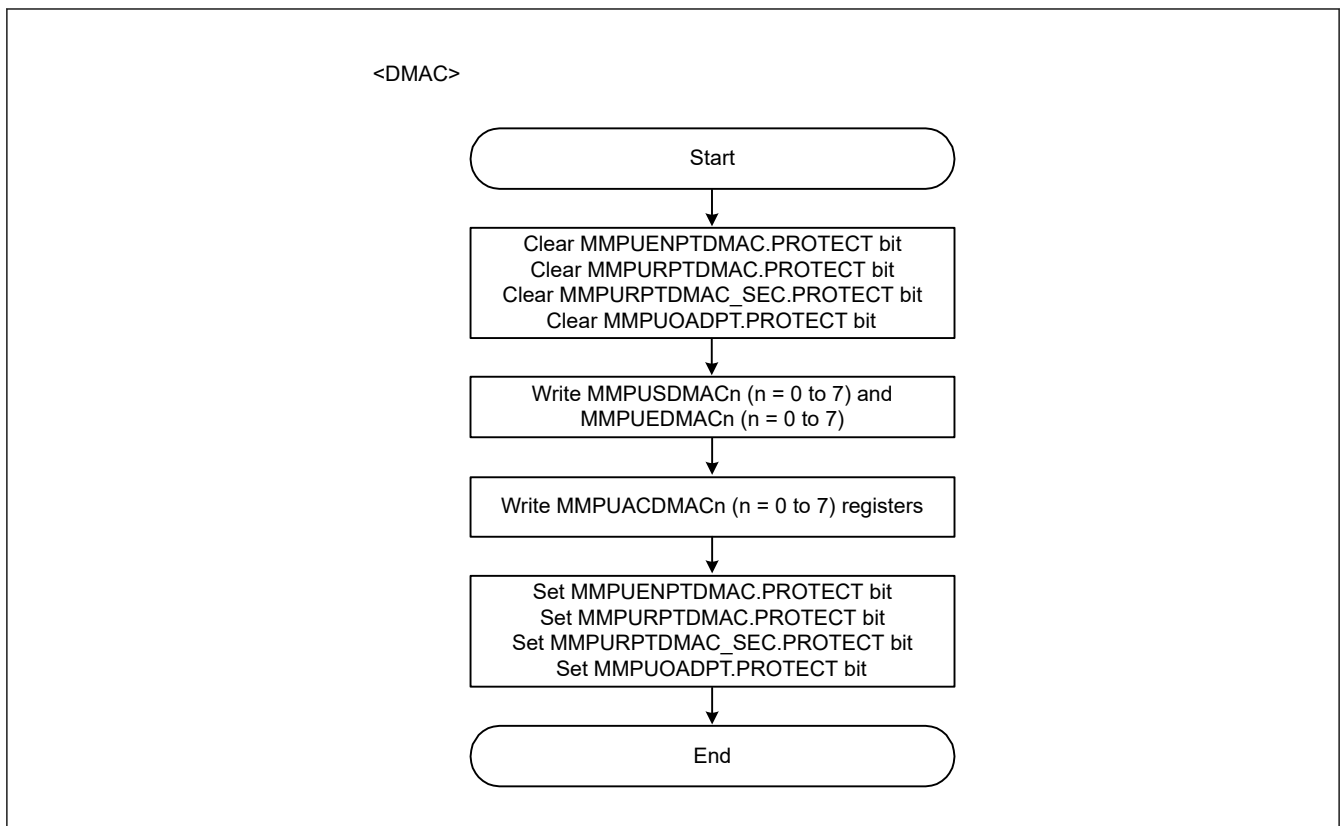 <DMAC>
Start
Clear MMPUENPTDMAC.PROTECT bit
Clear MMPURPTDMAC.PROTECT bit
Clear MMPURPTDMAC_SEC.PROTECT bit
Clear MMPUOADPT.PROTECT bit
Write MMPUSDMACn (n = 0 to 7) and
MMPUEDMACn (n = 0 to 7)
Write MMPUACDMACn (n = 0 to 7) registers
Set MMPUENPTDMAC.PROTECT bit
Set MMPURPTDMAC.PROTECT bit
Set MMPURPTDMAC_SEC.PROTECT bit
Set MMPUOADPT.PROTECT bit
End